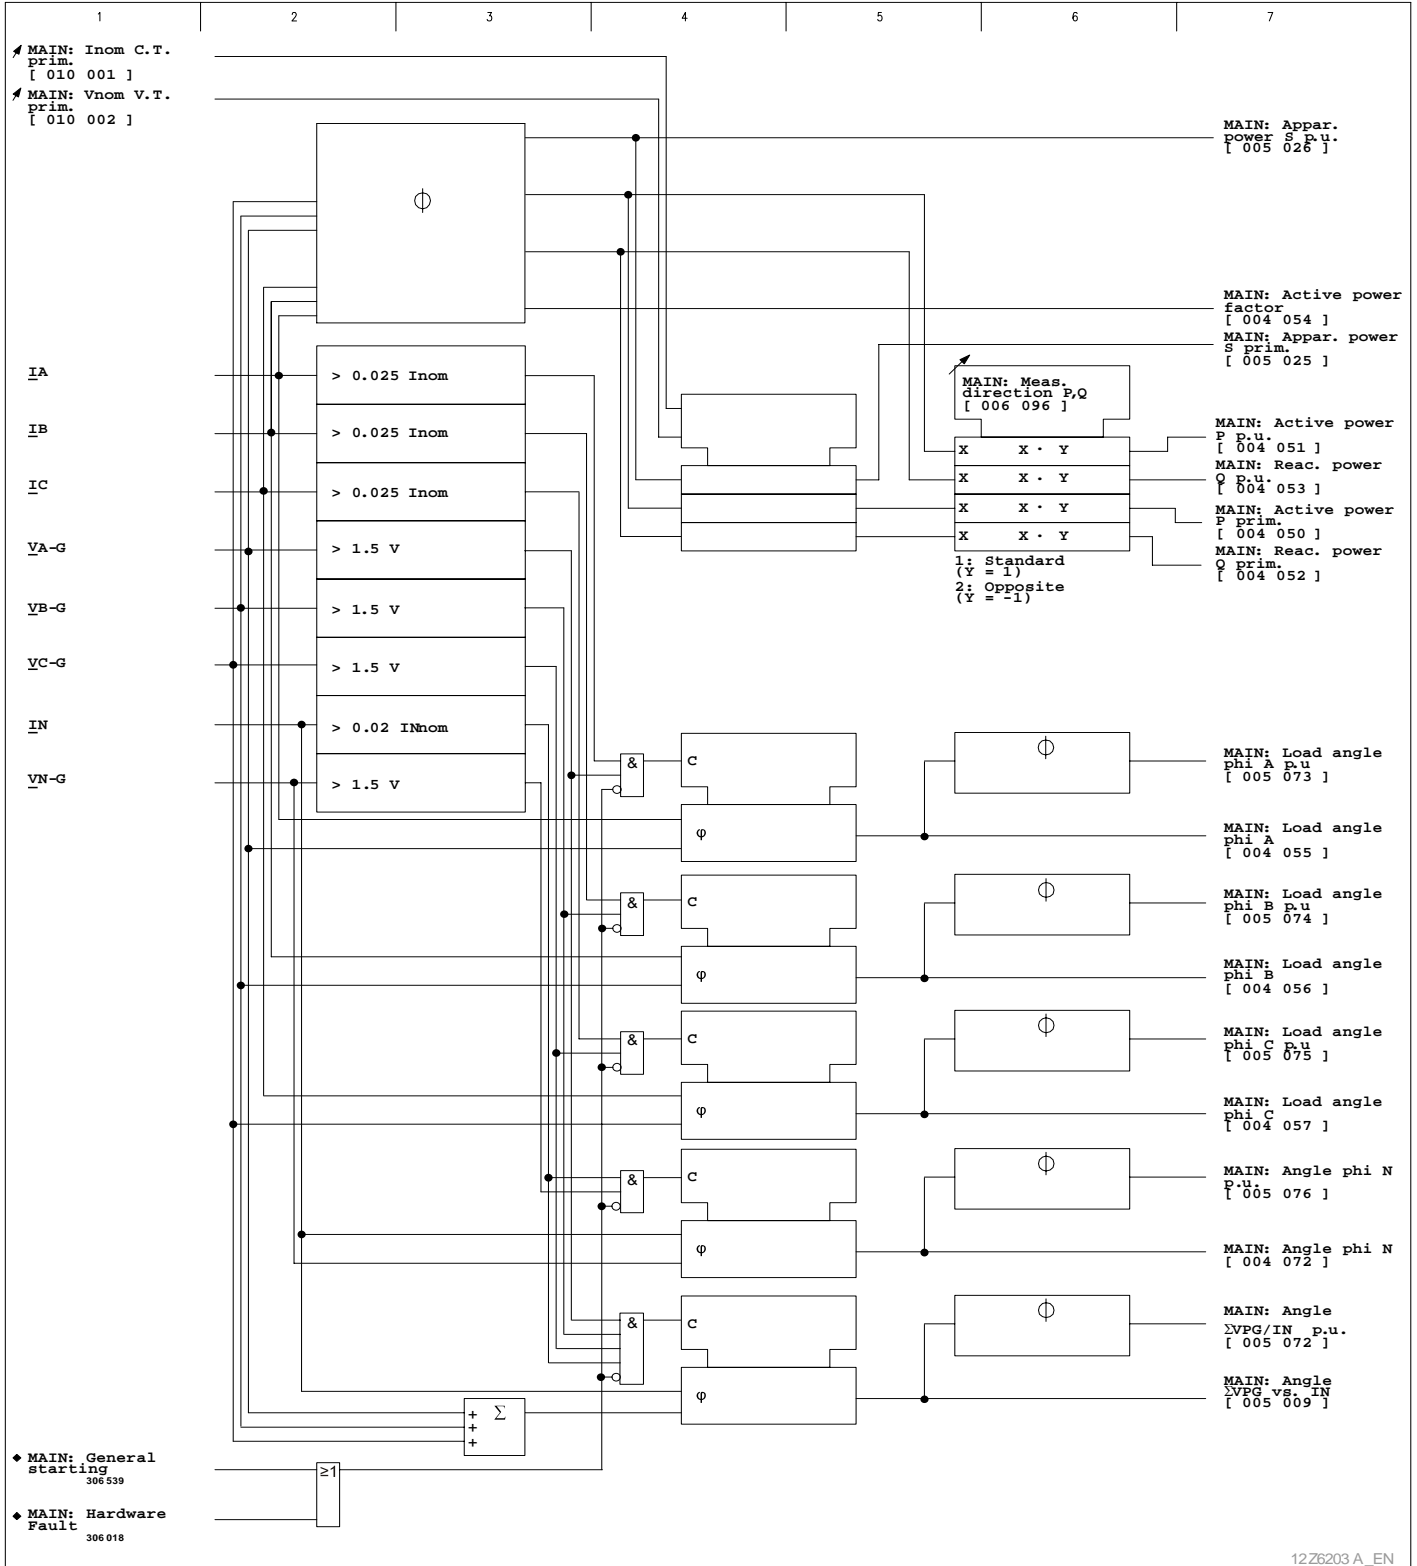 1 2 3 4 5 6 7
MAIN: Inom C.T.
prim.
[ 010 001 ]
MAIN: Vnom V.T.
prim.
[ 010 002 ]
MAIN: Appar.
power S p.u.
[ 005 026 ]
MAIN: Active power
factor
[ 004 054 ]
MAIN: Appar. power
S prim.
[ 005 025 ]
IA
> 0.025 Inom
MAIN: Meas.
direction P,Q
[ 006 096 ]
IB
> 0.025 Inom
MAIN: Active power
P p.u.
[ 004 051 ]
X X · Y
MAIN: Reac. power
Q p.u.
[ 004 053 ]
X X · Y
IC
> 0.025 Inom
MAIN: Active power
P prim.
[ 004 050 ]
X X · Y
MAIN: Reac. power
Q prim.
[ 004 052 ]
X X · Y
1: Standard
(Y = 1)
2: Opposite
(Y = -1)
VA-G
> 1.5 V
VB-G
> 1.5 V
VC-G
> 1.5 V
IN
> 0.02 INnom
VN-G
> 1.5 V
& C
φ
MAIN: Load angle
phi A p.u
[ 005 073 ]
MAIN: Load angle
phi A
[ 004 055 ]
& C
φ
MAIN: Load angle
phi B p.u
[ 005 074 ]
MAIN: Load angle
phi B
[ 004 056 ]
& C
φ
MAIN: Load angle
phi C p.u
[ 005 075 ]
MAIN: Load angle
phi C
[ 004 057 ]
& C
φ
MAIN: Angle phi N
p.u.
[ 005 076 ]
MAIN: Angle phi N
[ 004 072 ]
& C
φ
MAIN: Angle
ΣVPG/IN p.u.
[ 005 072 ]
MAIN: Angle
ΣVPG vs. IN
[ 005 009 ]
+ Σ
+
+
MAIN: General
starting
306 539
≥1
MAIN: Hardware
Fault
306 018
12Z6203 A_EN